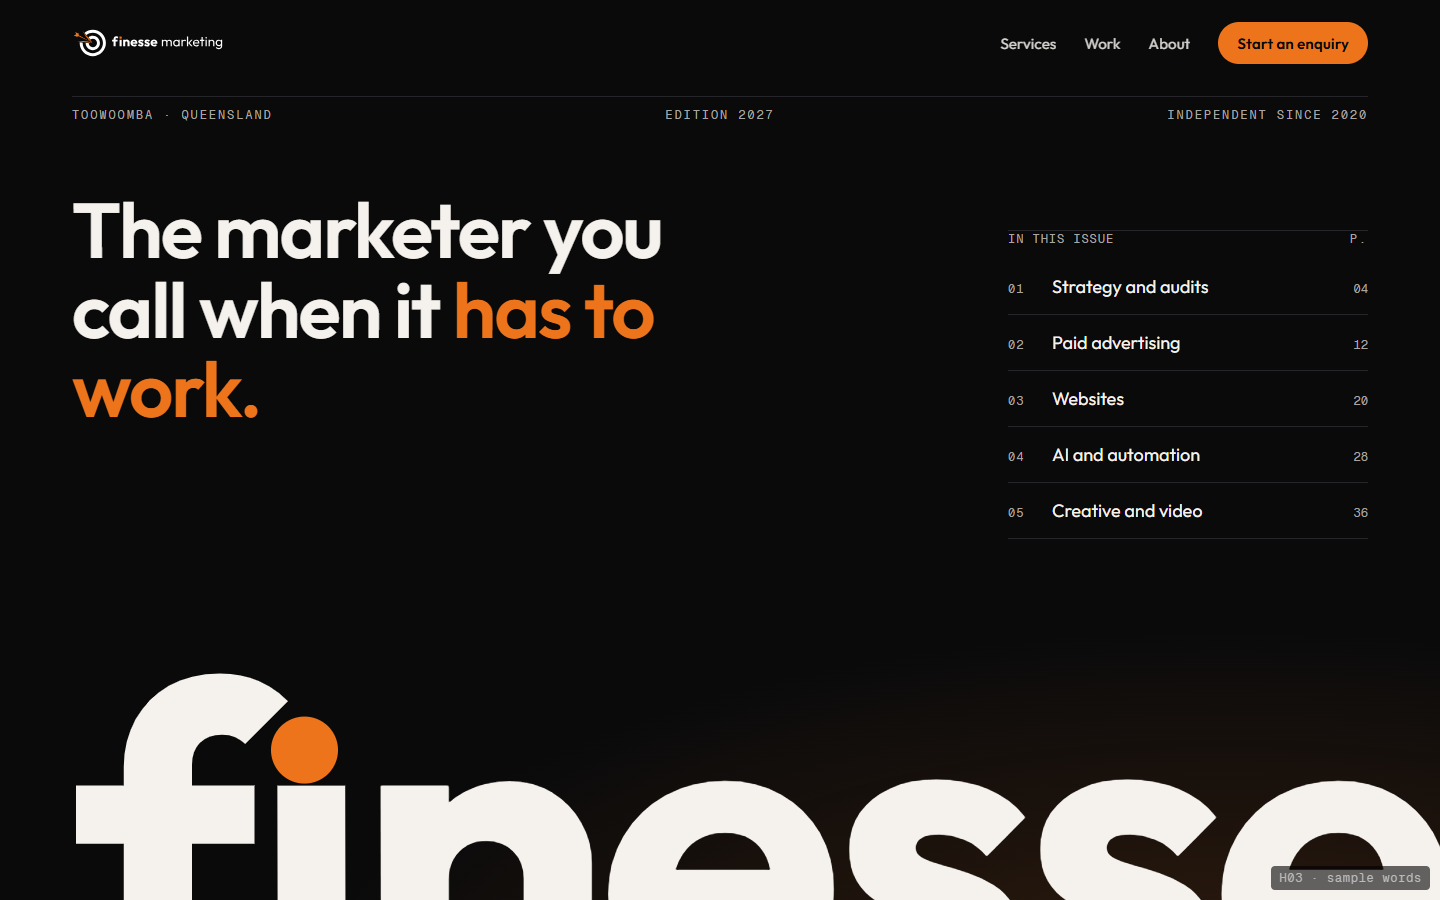 finesse marketing
Services Work About Start an enquiry
TOOWOOMBA · QUEENSLAND EDITION 2027 INDEPENDENT SINCE 2020
The marketer you
call when it has to
work.
IN THIS ISSUE P.
01 Strategy and audits 04
02 Paid advertising 12
03 Websites 20
04 AI and automation 28
05 Creative and video 36
finesse
H03 · sample words